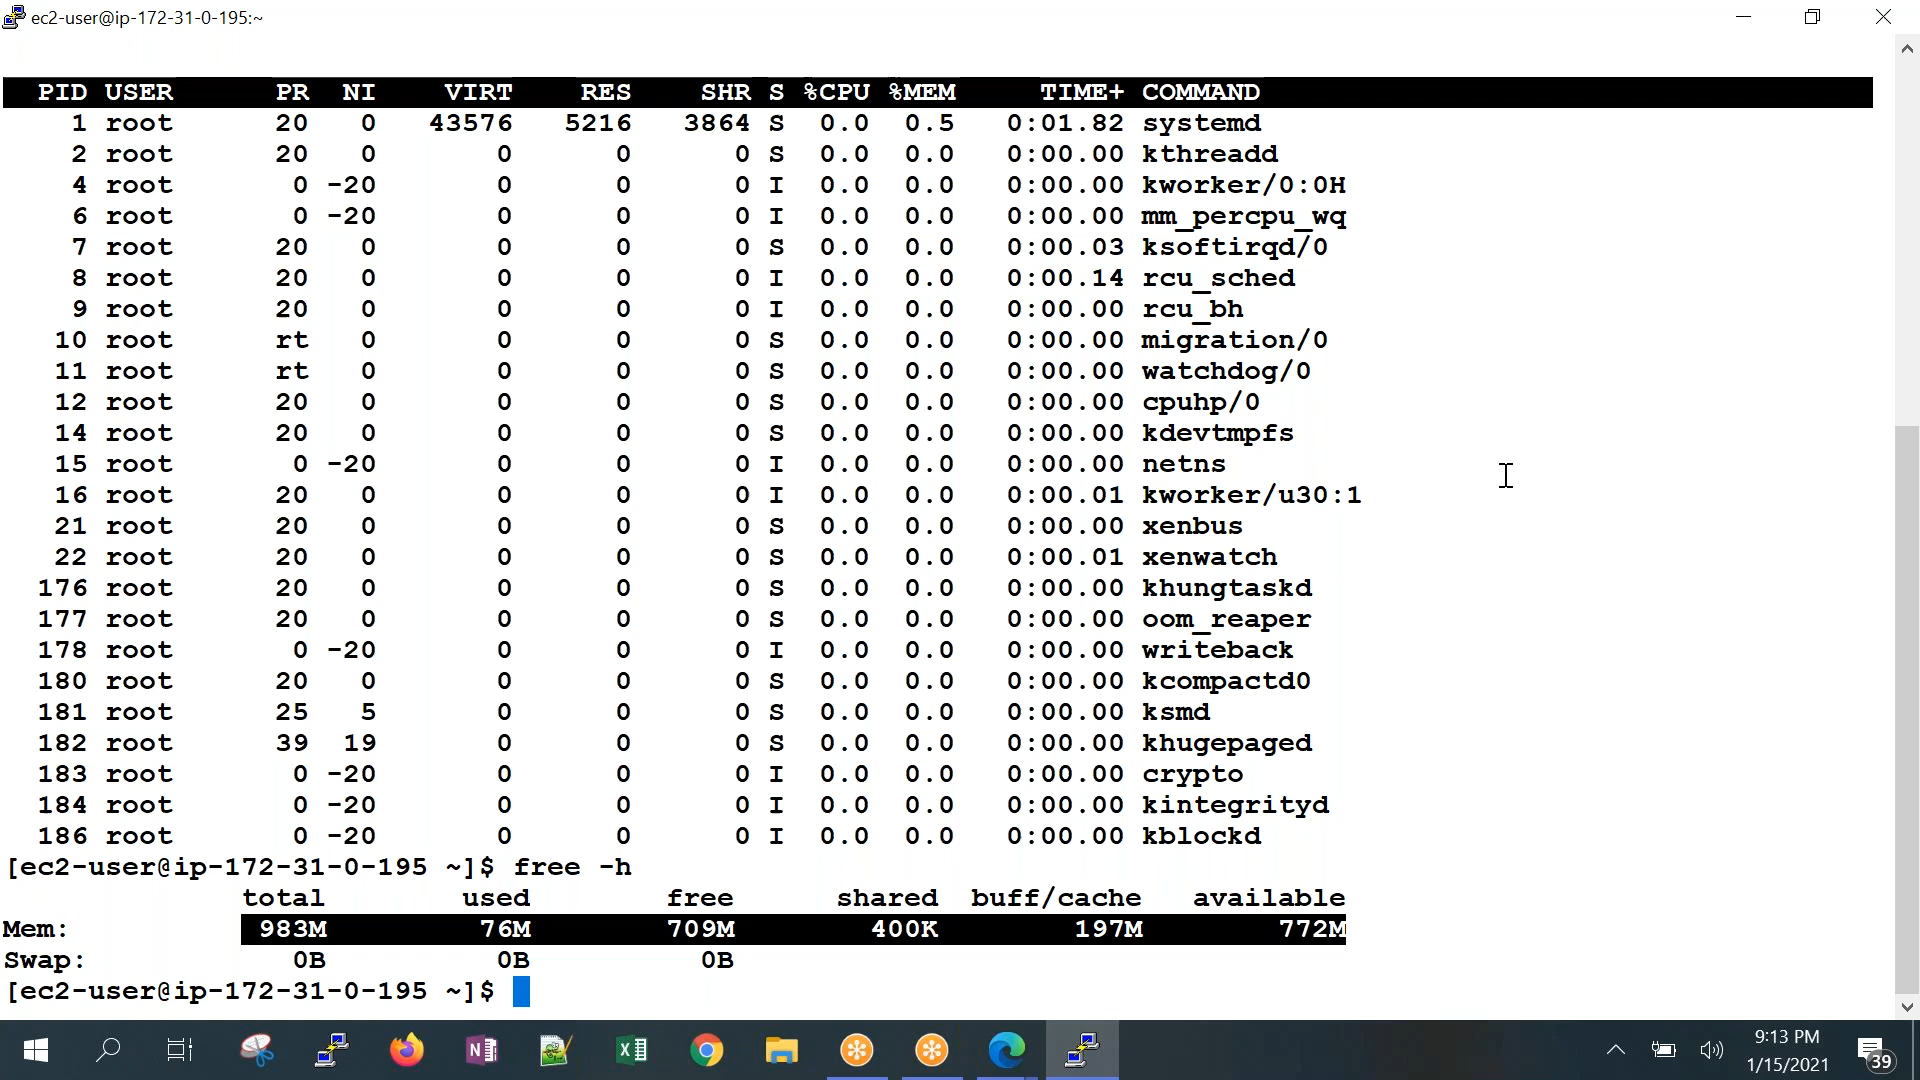 ec2-user@ip-172-31-0-195:~
PID USER PR NI VIRT RES SHR S %CPU %MEM TIME+ COMMAND
1 root 20 0 43576 5216 3864 S 0.0 0.5 0:01.82 systemd
2 root 20 0 0 0 0 S 0.0 0.0 0:00.00 kthreadd
4 root 0 -20 0 0 0 I 0.0 0.0 0:00.00 kworker/0:0H
6 root 0 -20 0 0 0 I 0.0 0.0 0:00.00 mm_percpu_wq
7 root 20 0 0 0 0 S 0.0 0.0 0:00.03 ksoftirqd/0
8 root 20 0 0 0 0 I 0.0 0.0 0:00.14 rcu_sched
9 root 20 0 0 0 0 I 0.0 0.0 0:00.00 rcu_bh
10 root rt 0 0 0 0 S 0.0 0.0 0:00.00 migration/0
11 root rt 0 0 0 0 S 0.0 0.0 0:00.00 watchdog/0
12 root 20 0 0 0 0 S 0.0 0.0 0:00.00 cpuhp/0
14 root 20 0 0 0 0 S 0.0 0.0 0:00.00 kdevtmpfs
15 root 0 -20 0 0 0 I 0.0 0.0 0:00.00 netns
16 root 20 0 0 0 0 I 0.0 0.0 0:00.01 kworker/u30:1
21 root 20 0 0 0 0 S 0.0 0.0 0:00.00 xenbus
22 root 20 0 0 0 0 S 0.0 0.0 0:00.01 xenwatch
176 root 20 0 0 0 0 S 0.0 0.0 0:00.00 khungtaskd
177 root 20 0 0 0 0 S 0.0 0.0 0:00.00 oom_reaper
178 root 0 -20 0 0 0 I 0.0 0.0 0:00.00 writeback
180 root 20 0 0 0 0 S 0.0 0.0 0:00.00 kcompactd0
181 root 25 5 0 0 0 S 0.0 0.0 0:00.00 ksmd
182 root 39 19 0 0 0 S 0.0 0.0 0:00.00 khugepaged
183 root 0 -20 0 0 0 I 0.0 0.0 0:00.00 crypto
184 root 0 -20 0 0 0 I 0.0 0.0 0:00.00 kintegrityd
186 root 0 -20 0 0 0 I 0.0 0.0 0:00.00 kblockd
[ec2-user@ip-172-31-0-195 ~]$ free -h
total used free shared buff/cache available
Mem: 983M 76M 709M 400K 197M 772M
Swap: 0B 0B 0B
[ec2-user@ip-172-31-0-195 ~]$
9:13 PM
1/15/2021
39